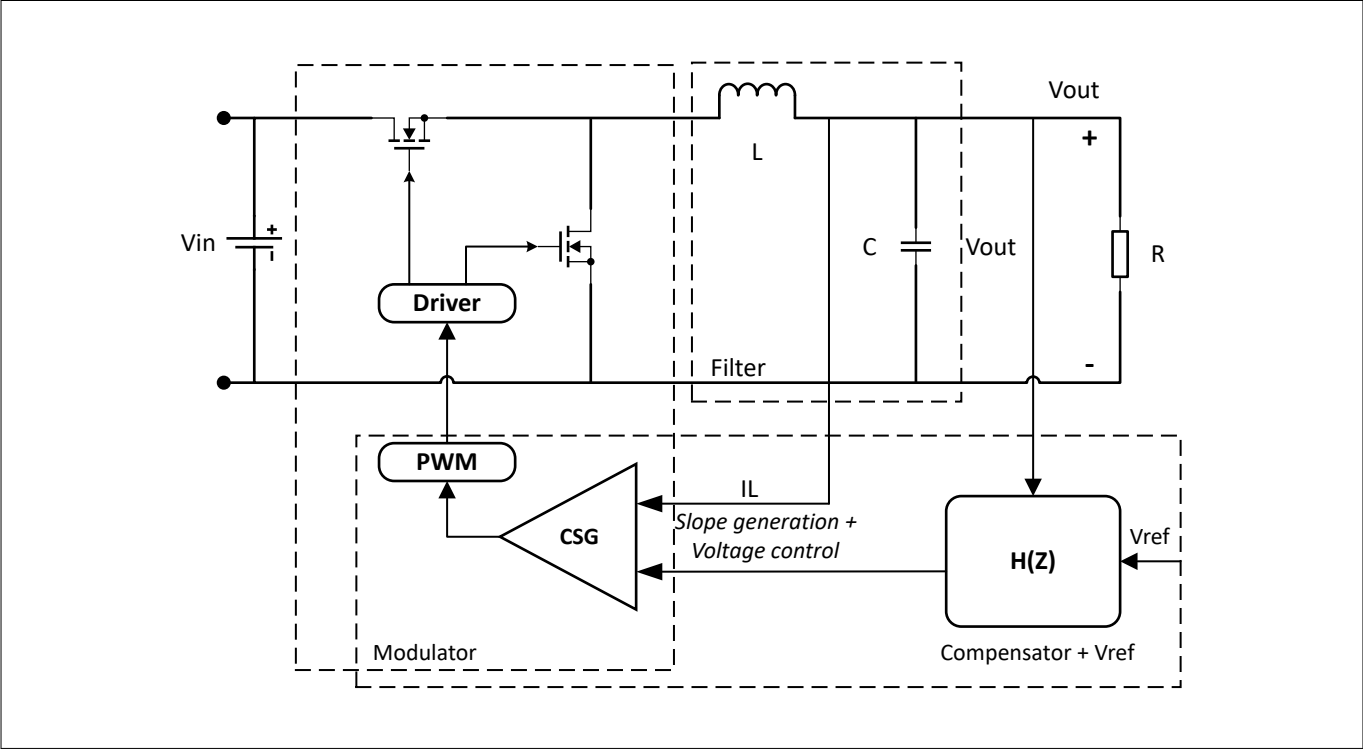 Vout
+
L
Vin
+
-
C
Vout
R
Driver
Filter
-
PWM
IL
Slope generation +
Voltage control
CSG
Vref
H(Z)
Modulator
Compensator + Vref